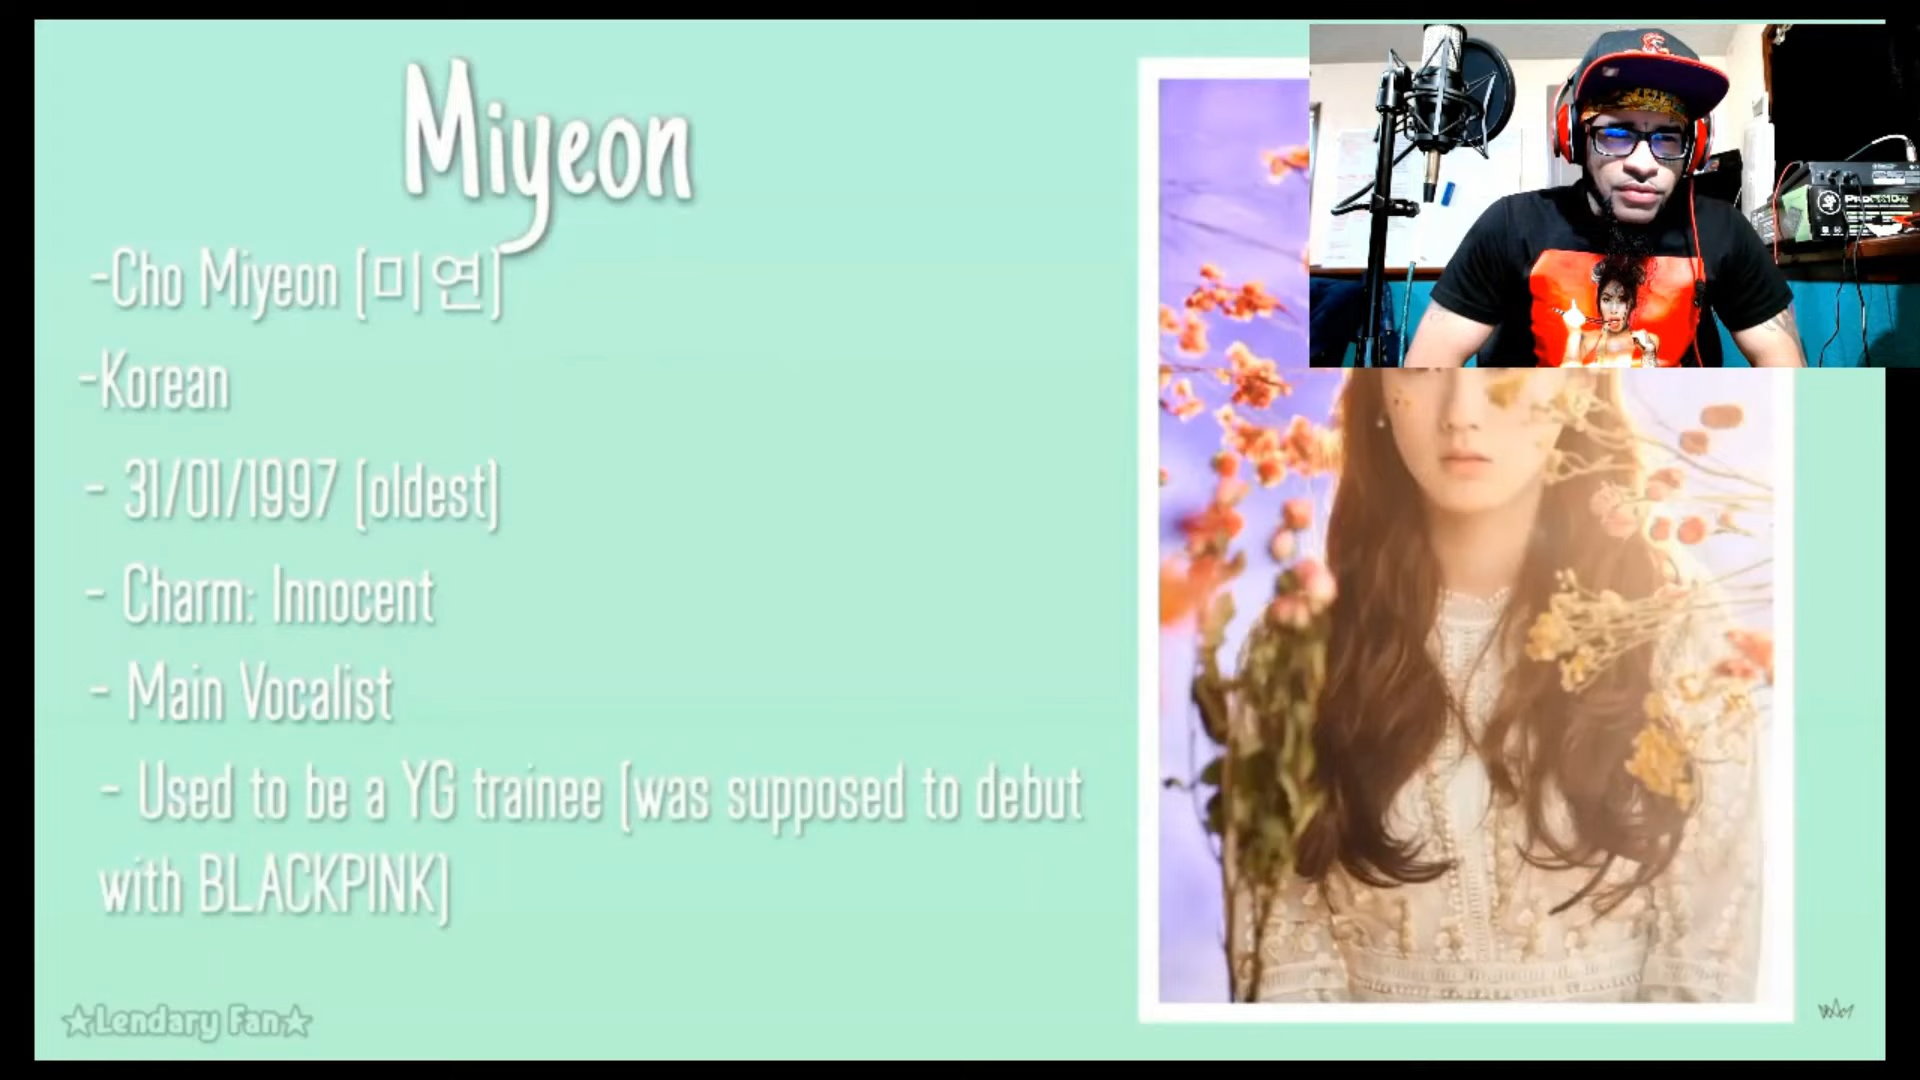 Miyeon
-Cho Miyeon (미연)
-Korean
- 31/01/1997 (oldest)
- Charm: Innocent
- Main Vocalist
- Used to be a YG trainee (was supposed to debut
with BLACKPINK)
★Lendary Fan★